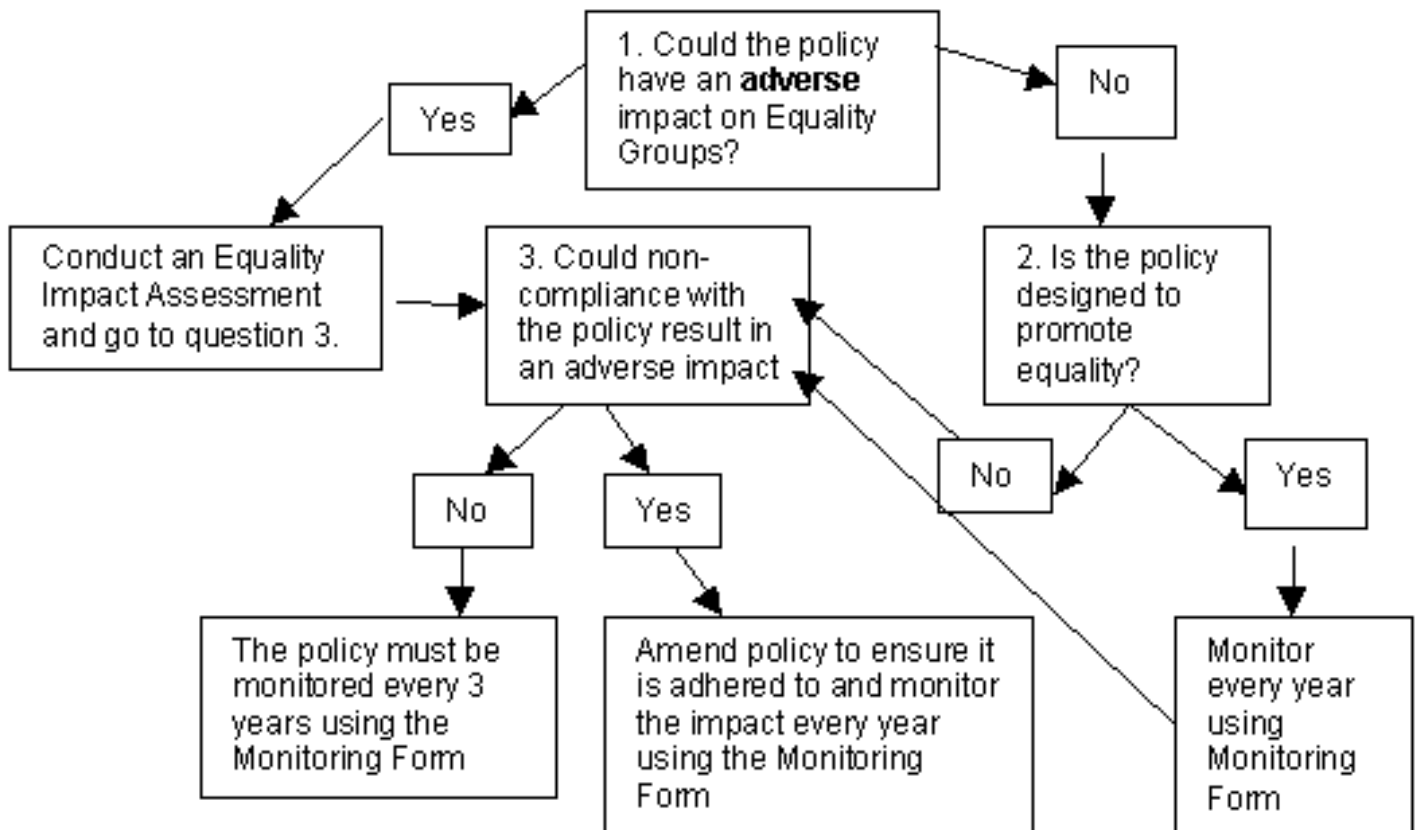 1. Could the policy
have an adverse
impact on Equality
Groups?
No
Yes
Conduct an Equality
Impact Assessment
and go to question 3.
3. Could non-
compliance with
the policy result in
an adverse impact
2. Is the policy
designed to
promote
equality?
No
Yes
No
Yes
The policy must be
monitored every 3
years using the
Monitoring Form
Amend policy to ensure it
is adhered to and monitor
the impact every year
using the Monitoring
Form
Monitor
every year
using
Monitoring
Form